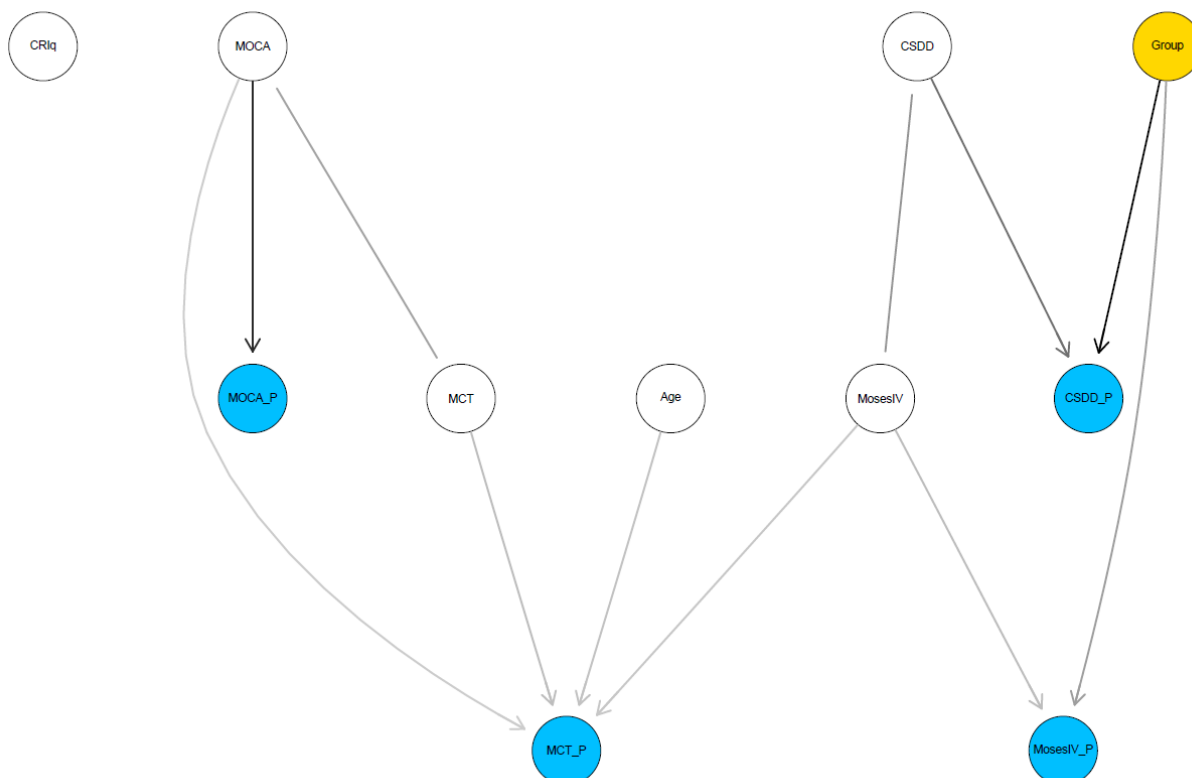 CRIq
MOCA
CSDD
Group
MOCA_P
MCT
Age
MosesIV
CSDD_P
MCT_P
MosesIV_P